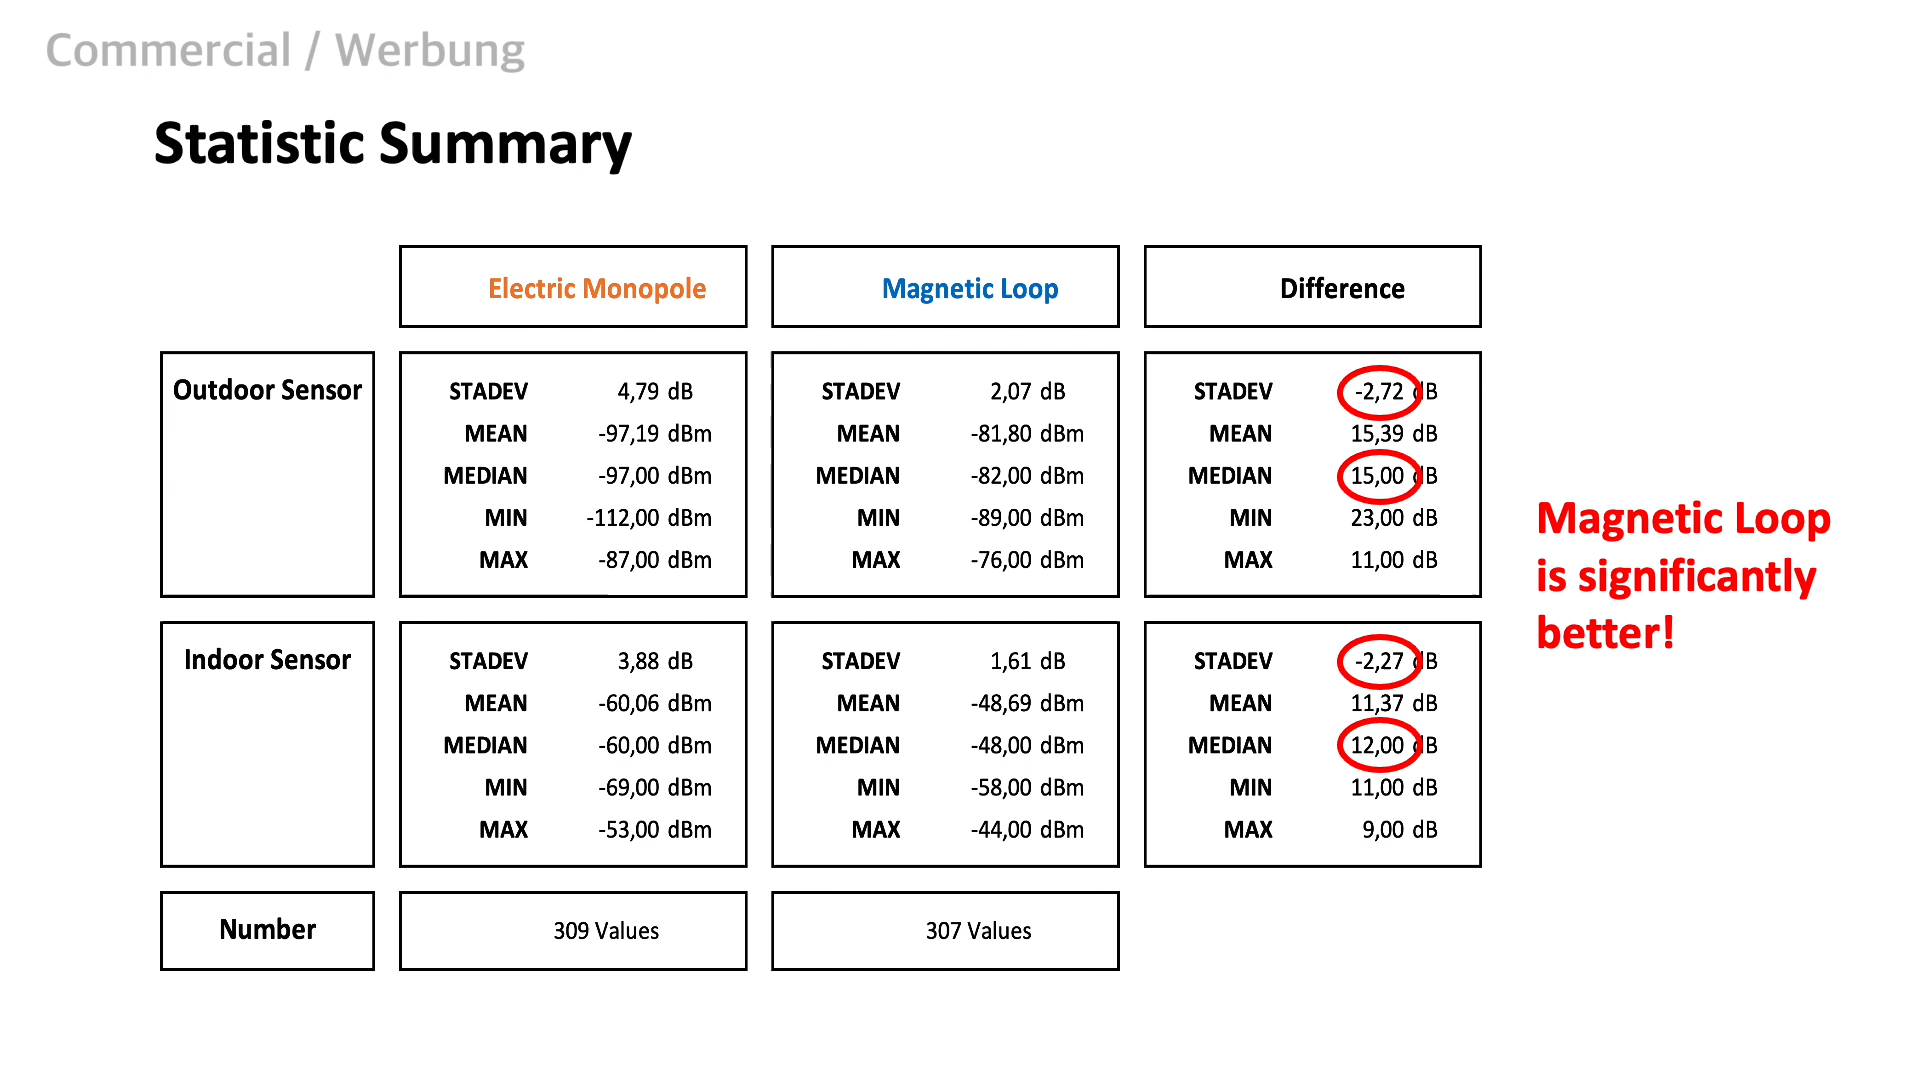 Commercial / Werbung
Statistic Summary
Electric Monopole Magnetic Loop Difference
Outdoor Sensor STADEV 4,79 dB STADEV 2,07 dB STADEV -2,72 dB
MEAN -97,19 dBm MEAN -81,80 dBm MEAN 15,39 dB
MEDIAN -97,00 dBm MEDIAN -82,00 dBm MEDIAN 15,00 dB
MIN -112,00 dBm MIN -89,00 dBm MIN 23,00 dB
MAX -87,00 dBm MAX -76,00 dBm MAX 11,00 dB
Indoor Sensor STADEV 3,88 dB STADEV 1,61 dB STADEV -2,27 dB
MEAN -60,06 dBm MEAN -48,69 dBm MEAN 11,37 dB
MEDIAN -60,00 dBm MEDIAN -48,00 dBm MEDIAN 12,00 dB
MIN -69,00 dBm MIN -58,00 dBm MIN 11,00 dB
MAX -53,00 dBm MAX -44,00 dBm MAX 9,00 dB
Number 309 Values 307 Values
Magnetic Loop
is significantly
better!